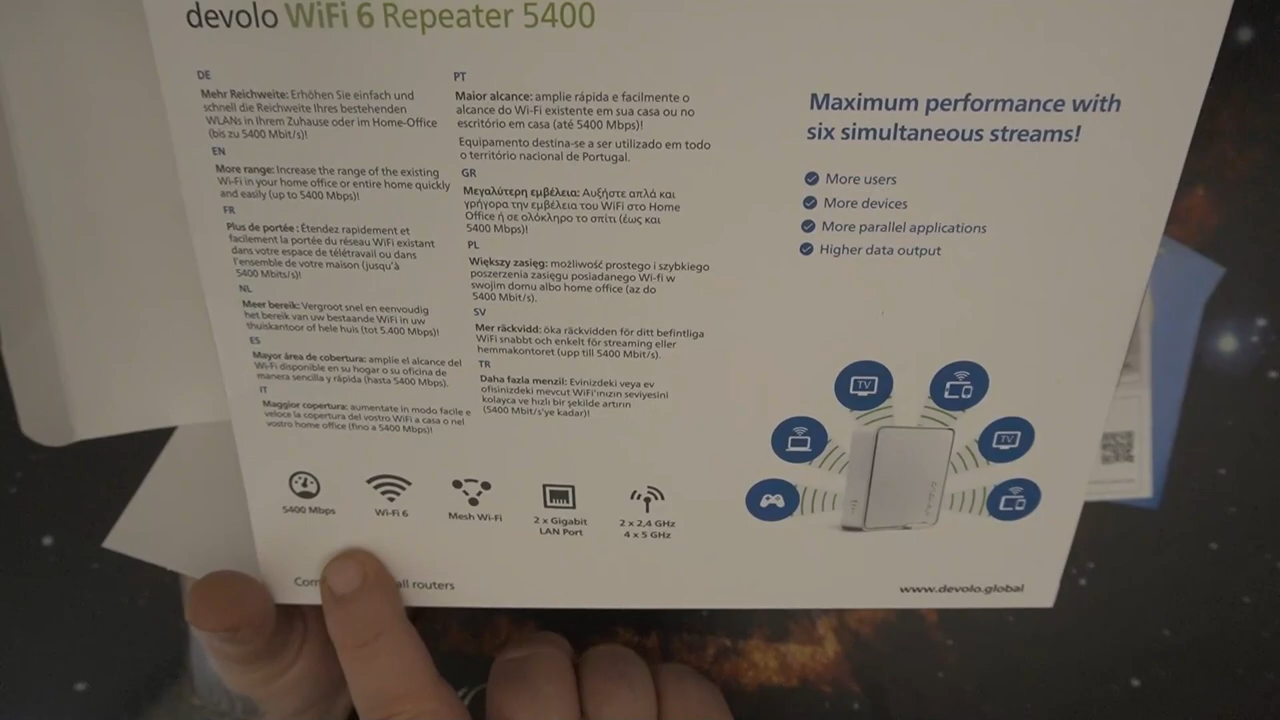 devolo WiFi 6 Repeater 5400
DE
Mehr Reichweite: Erhöhen Sie einfach und
schnell die Reichweite Ihres bestehenden
WLANs in Ihrem Zuhause oder im Home-Office
(bis zu 5400 Mbit/s)!
EN
More range: Increase the range of the existing
Wi-Fi in your home office or entire home quickly
and easily (up to 5400 Mbps)!
FR
Plus de portée : Étendez rapidement et
facilement la portée du réseau WiFi existant
dans votre espace de télétravail ou dans
l'ensemble de votre maison (jusqu'à
5400 Mbits/s)!
NL
Meer bereik: Vergroot snel en eenvoudig
het bereik van uw bestaande WiFi in uw
thuiskantoor of hele huis (tot 5.400 Mbps)!
ES
Mayor área de cobertura: amplie el alcance del
Wi-Fi disponible en su hogar o su oficina de
manera sencilla y rápida (hasta 5400 Mbps).
IT
Maggior copertura: aumentate in modo facile e
veloce la copertura del vostro WiFi a casa o nel
vostro home office (fino a 5400 Mbps)!
PT
Maior alcance: amplie rápida e facilmente o
alcance do Wi-Fi existente em sua casa ou no
escritório em casa (até 5400 Mbps)!
Equipamento destina-se a ser utilizado em todo
o território nacional de Portugal.
GR
Μεγαλύτερη εμβέλεια: Αυξήστε απλά και
γρήγορα την εμβέλεια του WiFi στο Home
Office ή σε ολόκληρο το σπίτι (έως και
5400 Mbps)!
PL
Większy zasięg: możliwość prostego i szybkiego
poszerzenia zasięgu posiadanego Wi-fi w
swojim domu albo home office (az do
5400 Mbit/s).
SV
Mer räckvidd: öka räckvidden för ditt befintliga
WiFi snabbt och enkelt för streaming eller
hemmakontoret (upp till 5400 Mbit/s).
TR
Daha fazla menzil: Evinizdeki veya ev
ofisinizdeki mevcut WiFi'ınızın seviyesini
kolayca ve hızlı bir şekilde artırın
(5400 Mbit/s'ye kadar)!
Maximum performance with
six simultaneous streams!
More users
More devices
More parallel applications
Higher data output
TV
TV
devolo
5400 Mbps
Wi-Fi 6
Mesh Wi-Fi
2 x Gigabit
LAN Port
2 x 2,4 GHz
4 x 5 GHz
all routers
www.devolo.global